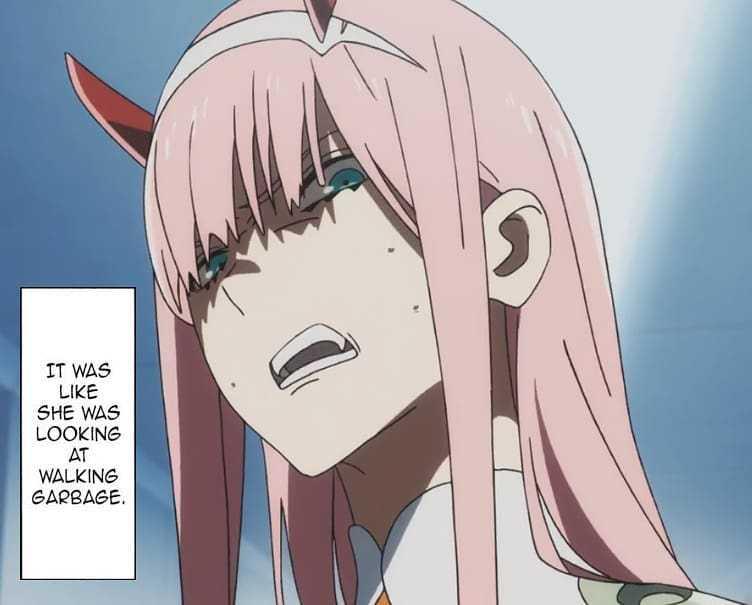 IT WAS
LIKE
SHE WAS
LOOKING
AT
WALKING
GARBAGE.